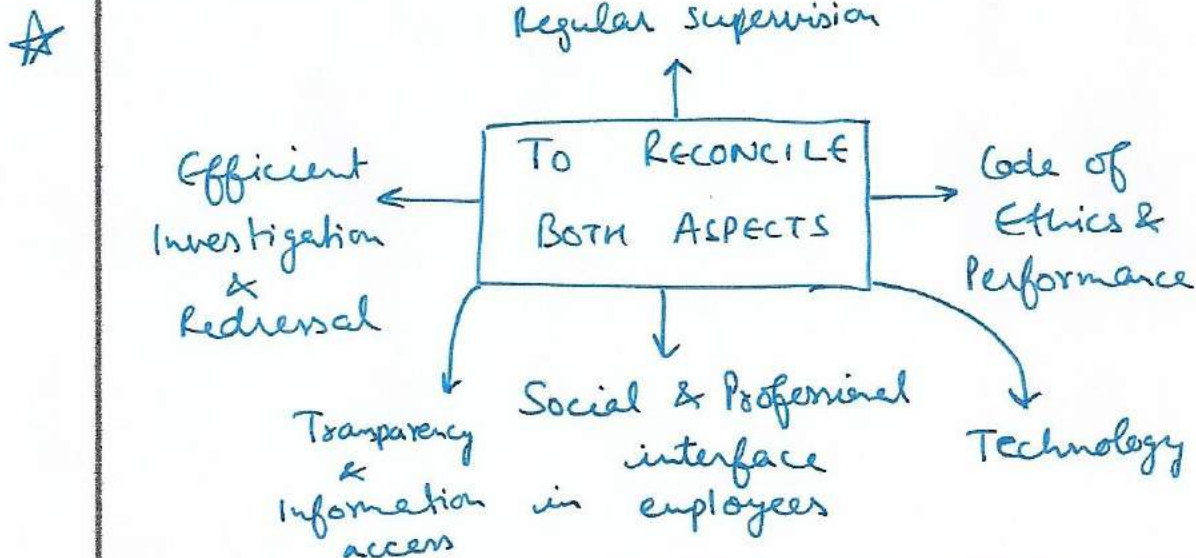 Regular supervision
TO RECONCILE
BOTH ASPECTS
Efficient
Investigation
&
Redressal
Code of
Ethics &
Performance
Transparency
&
Information
access
Social & Professional
interface
in employees
Technology